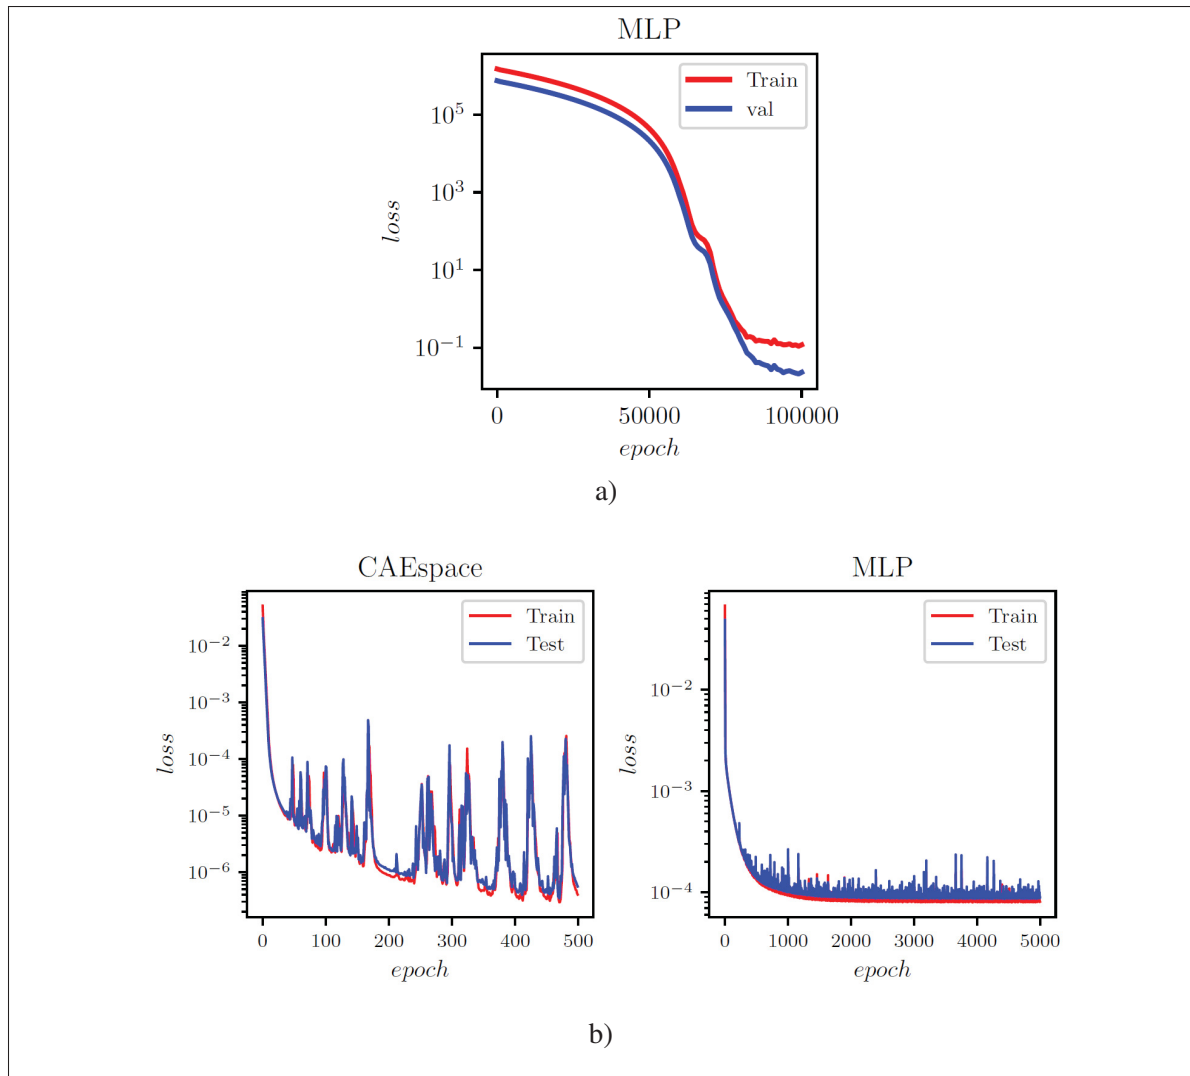 MLP
Train
val
10^5
10^3
10^1
10^-1
loss
0 50000 100000
epoch
a)
CAEspace
Train
Test
10^-2
10^-3
10^-4
10^-5
10^-6
loss
0 100 200 300 400 500
epoch
MLP
Train
Test
10^-2
10^-3
10^-4
loss
0 1000 2000 3000 4000 5000
epoch
b)